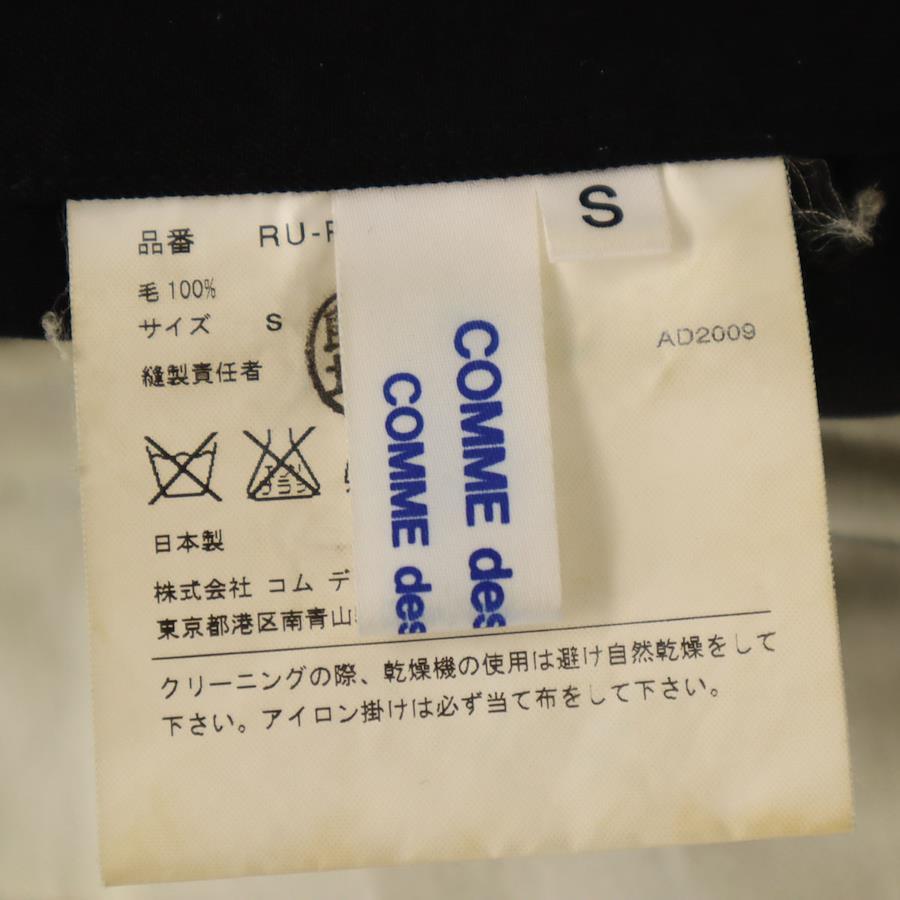 品番 RU-P
S
毛 100%
サイズ S
AD2009
縫製責任者
COMME des
COMME des
日本製
株式会社 コム デ
東京都港区南青山
クリーニングの際、乾燥機の使用は避け自然乾燥をして
下さい。アイロン掛けは必ず当て布をして下さい。